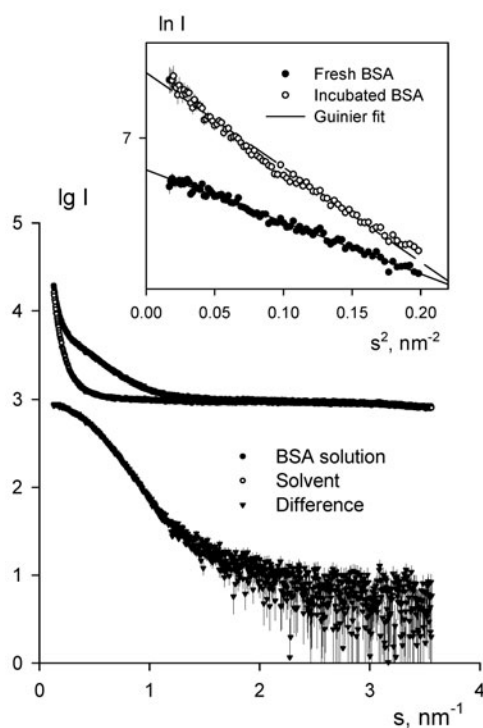 ln I
Fresh BSA
Incubated BSA
Guinier fit
7
0.00 0.05 0.10 0.15 0.20
s², nm⁻²
lg I
5
4
3
2
1
0
BSA solution
Solvent
Difference
0 1 2 3 4
s, nm⁻¹